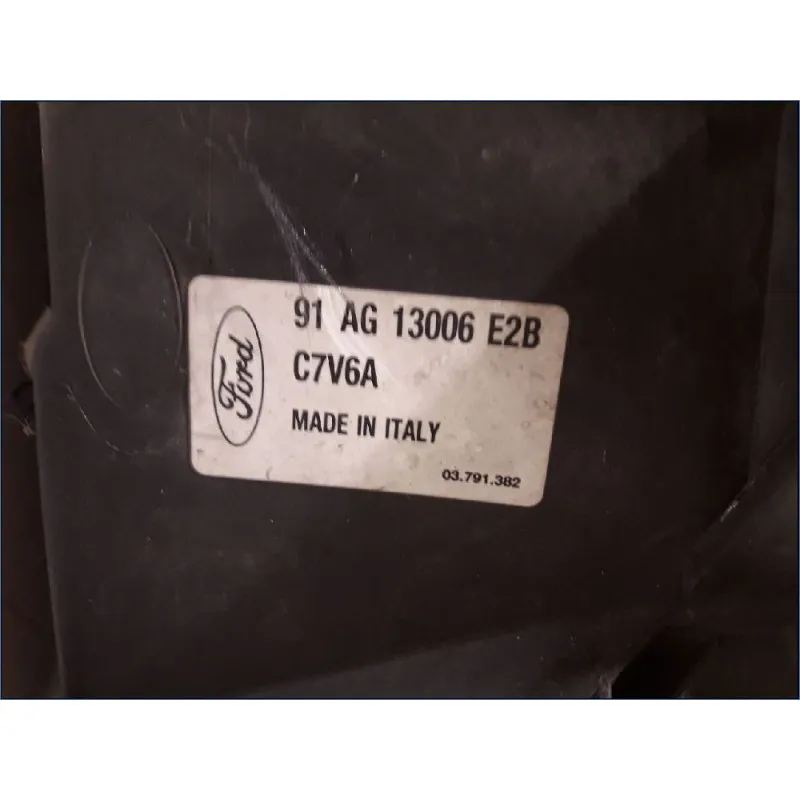 Ford
91 AG 13006 E2B
C7V6A
MADE IN ITALY
03.791.382